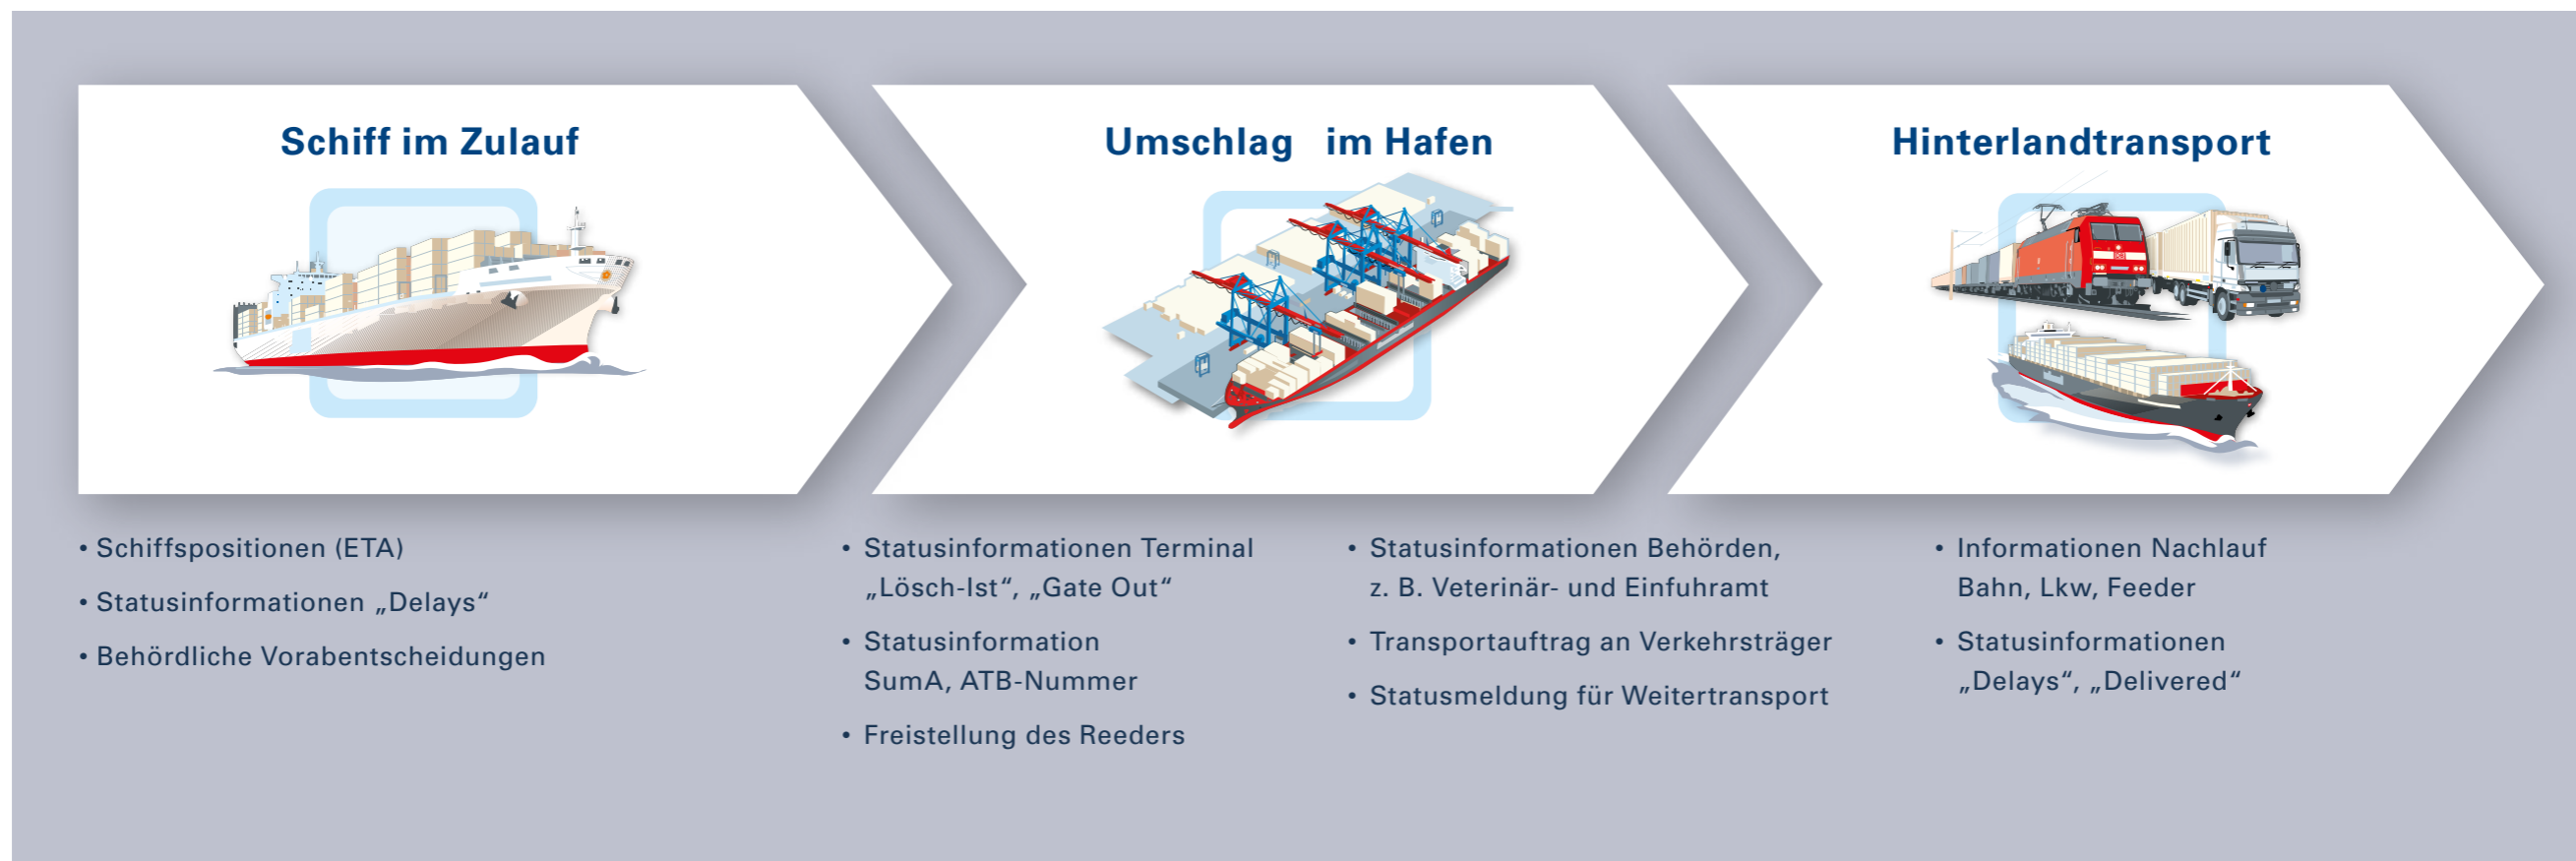 Schiff im Zulauf
Umschlag im Hafen
Hinterlandtransport
• Schiffspositionen (ETA)
• Statusinformationen „Delays“
• Behördliche Vorabentscheidungen
• Statusinformationen Terminal
„Lösch-Ist“, „Gate Out“
• Statusinformation
SumA, ATB-Nummer
• Freistellung des Reeders
• Statusinformationen Behörden,
z. B. Veterinär- und Einfuhramt
• Transportauftrag an Verkehrsträger
• Statusmeldung für Weitertransport
• Informationen Nachlauf
Bahn, Lkw, Feeder
• Statusinformationen
„Delays“, „Delivered“